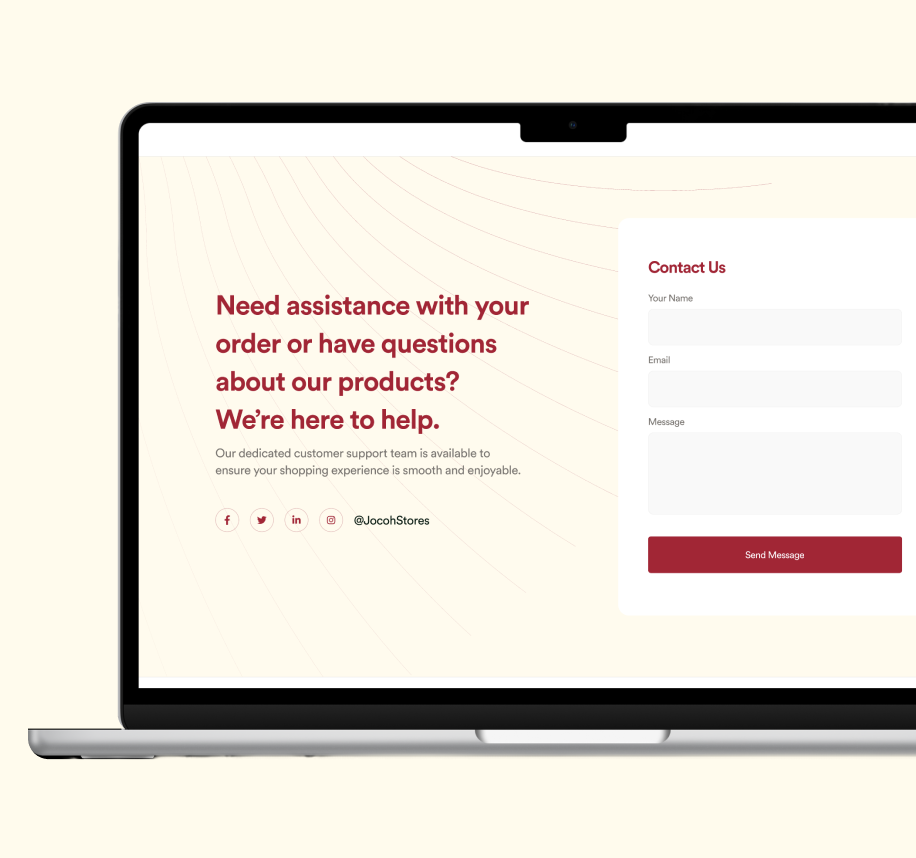 Need assistance with your
order or have questions
about our products?
We’re here to help.
Our dedicated customer support team is available to
ensure your shopping experience is smooth and enjoyable.
@JocohStores
Contact Us
Your Name
Email
Message
Send Message